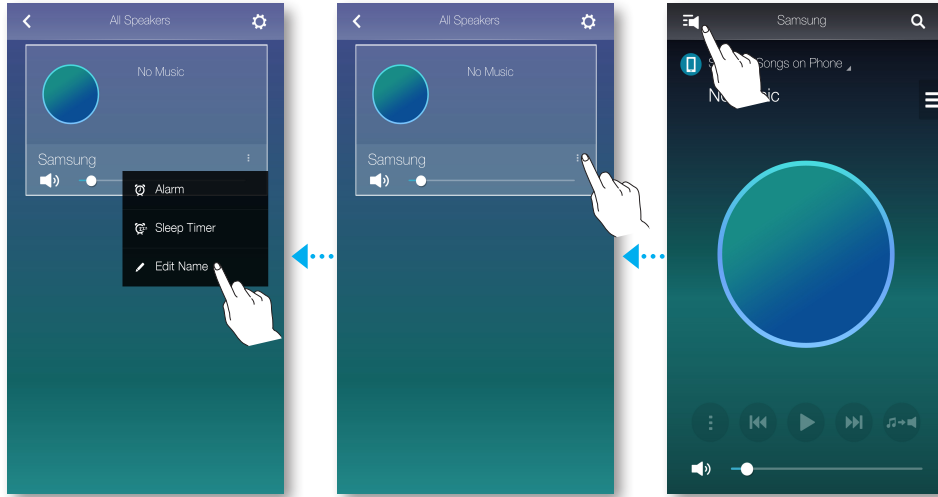 All Speakers
No Music
Samsung
Alarm
Sleep Timer
Edit Name
All Speakers
No Music
Samsung
Samsung
Songs on Phone